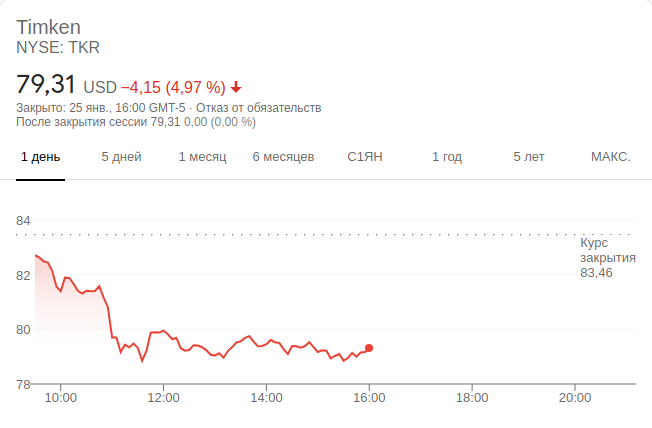 Timken
NYSE: TKR
79,31 USD −4,15 (4,97 %)
Закрыто: 25 янв., 16:00 GMT-5 · Отказ от обязательств
После закрытия сессии 79,31 0,00 (0,00 %)
1 день 5 дней 1 месяц 6 месяцев С1ЯН 1 год 5 лет МАКС.
84
Курс
закрытия
83,46
82
80
78
10:00 12:00 14:00 16:00 18:00 20:00